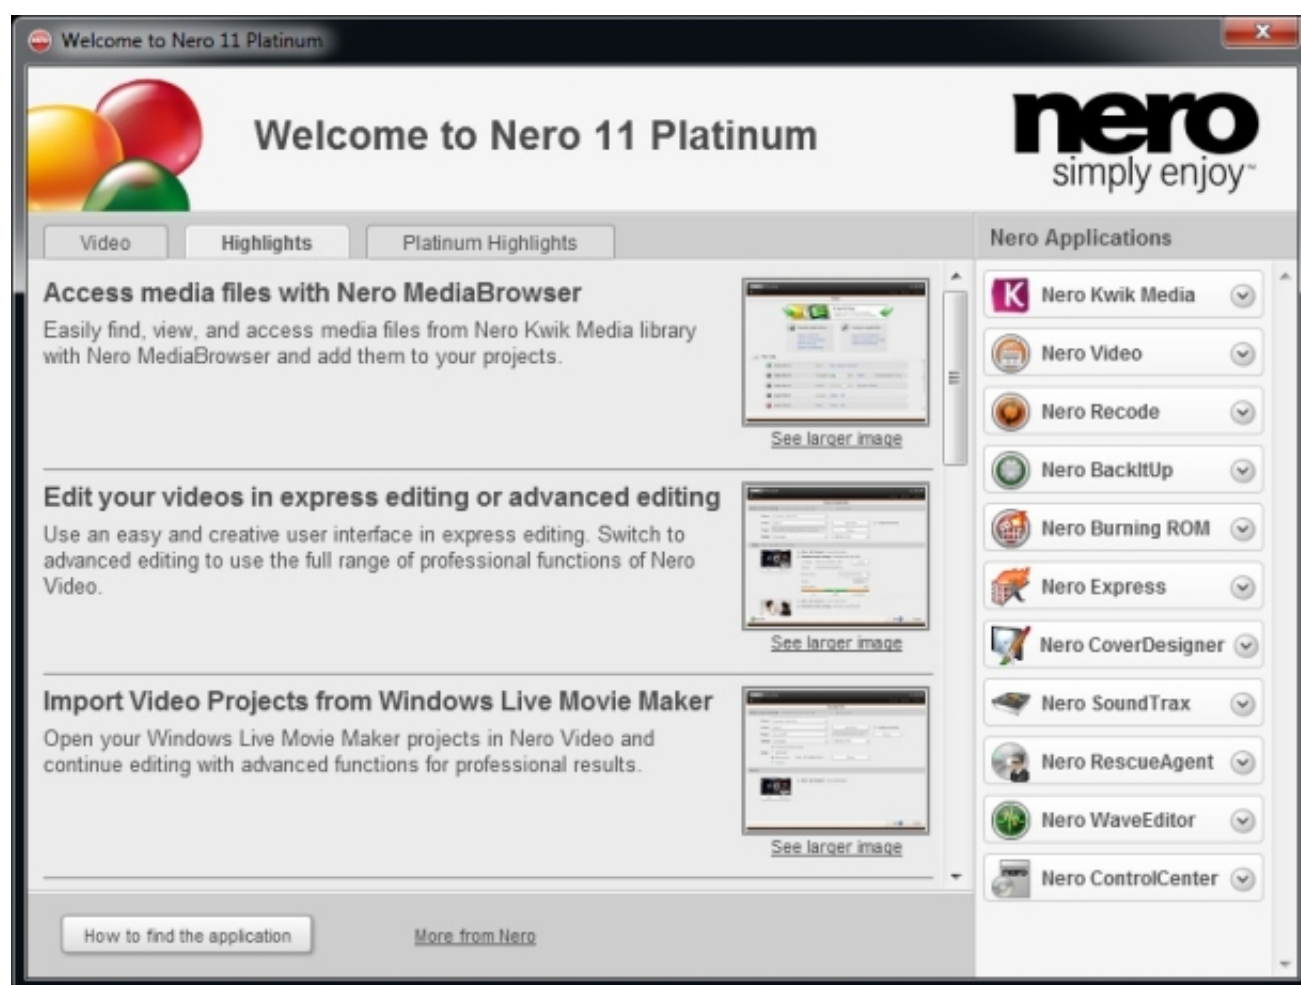 Welcome to Nero 11 Platinum
Welcome to Nero 11 Platinum
nero
simply enjoy™
Video
Highlights
Platinum Highlights
Access media files with Nero MediaBrowser
Easily find, view, and access media files from Nero Kwik Media library
with Nero MediaBrowser and add them to your projects.
See larger image
Edit your videos in express editing or advanced editing
Use an easy and creative user interface in express editing. Switch to
advanced editing to use the full range of professional functions of Nero
Video.
See larger image
Import Video Projects from Windows Live Movie Maker
Open your Windows Live Movie Maker projects in Nero Video and
continue editing with advanced functions for professional results.
See larger image
How to find the application
More from Nero
Nero Applications
Nero Kwik Media
Nero Video
Nero Recode
Nero BackItUp
Nero Burning ROM
Nero Express
Nero CoverDesigner
Nero SoundTrax
Nero RescueAgent
Nero WaveEditor
Nero ControlCenter